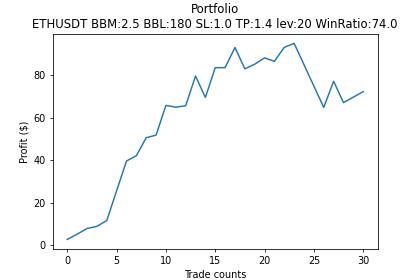 Portfolio
ETHUSDT BBM:2.5 BBL:180 SL:1.0 TP:1.4 lev:20 WinRatio:74.0
Profit ($)
80
60
40
20
0
0 5 10 15 20 25 30
Trade counts